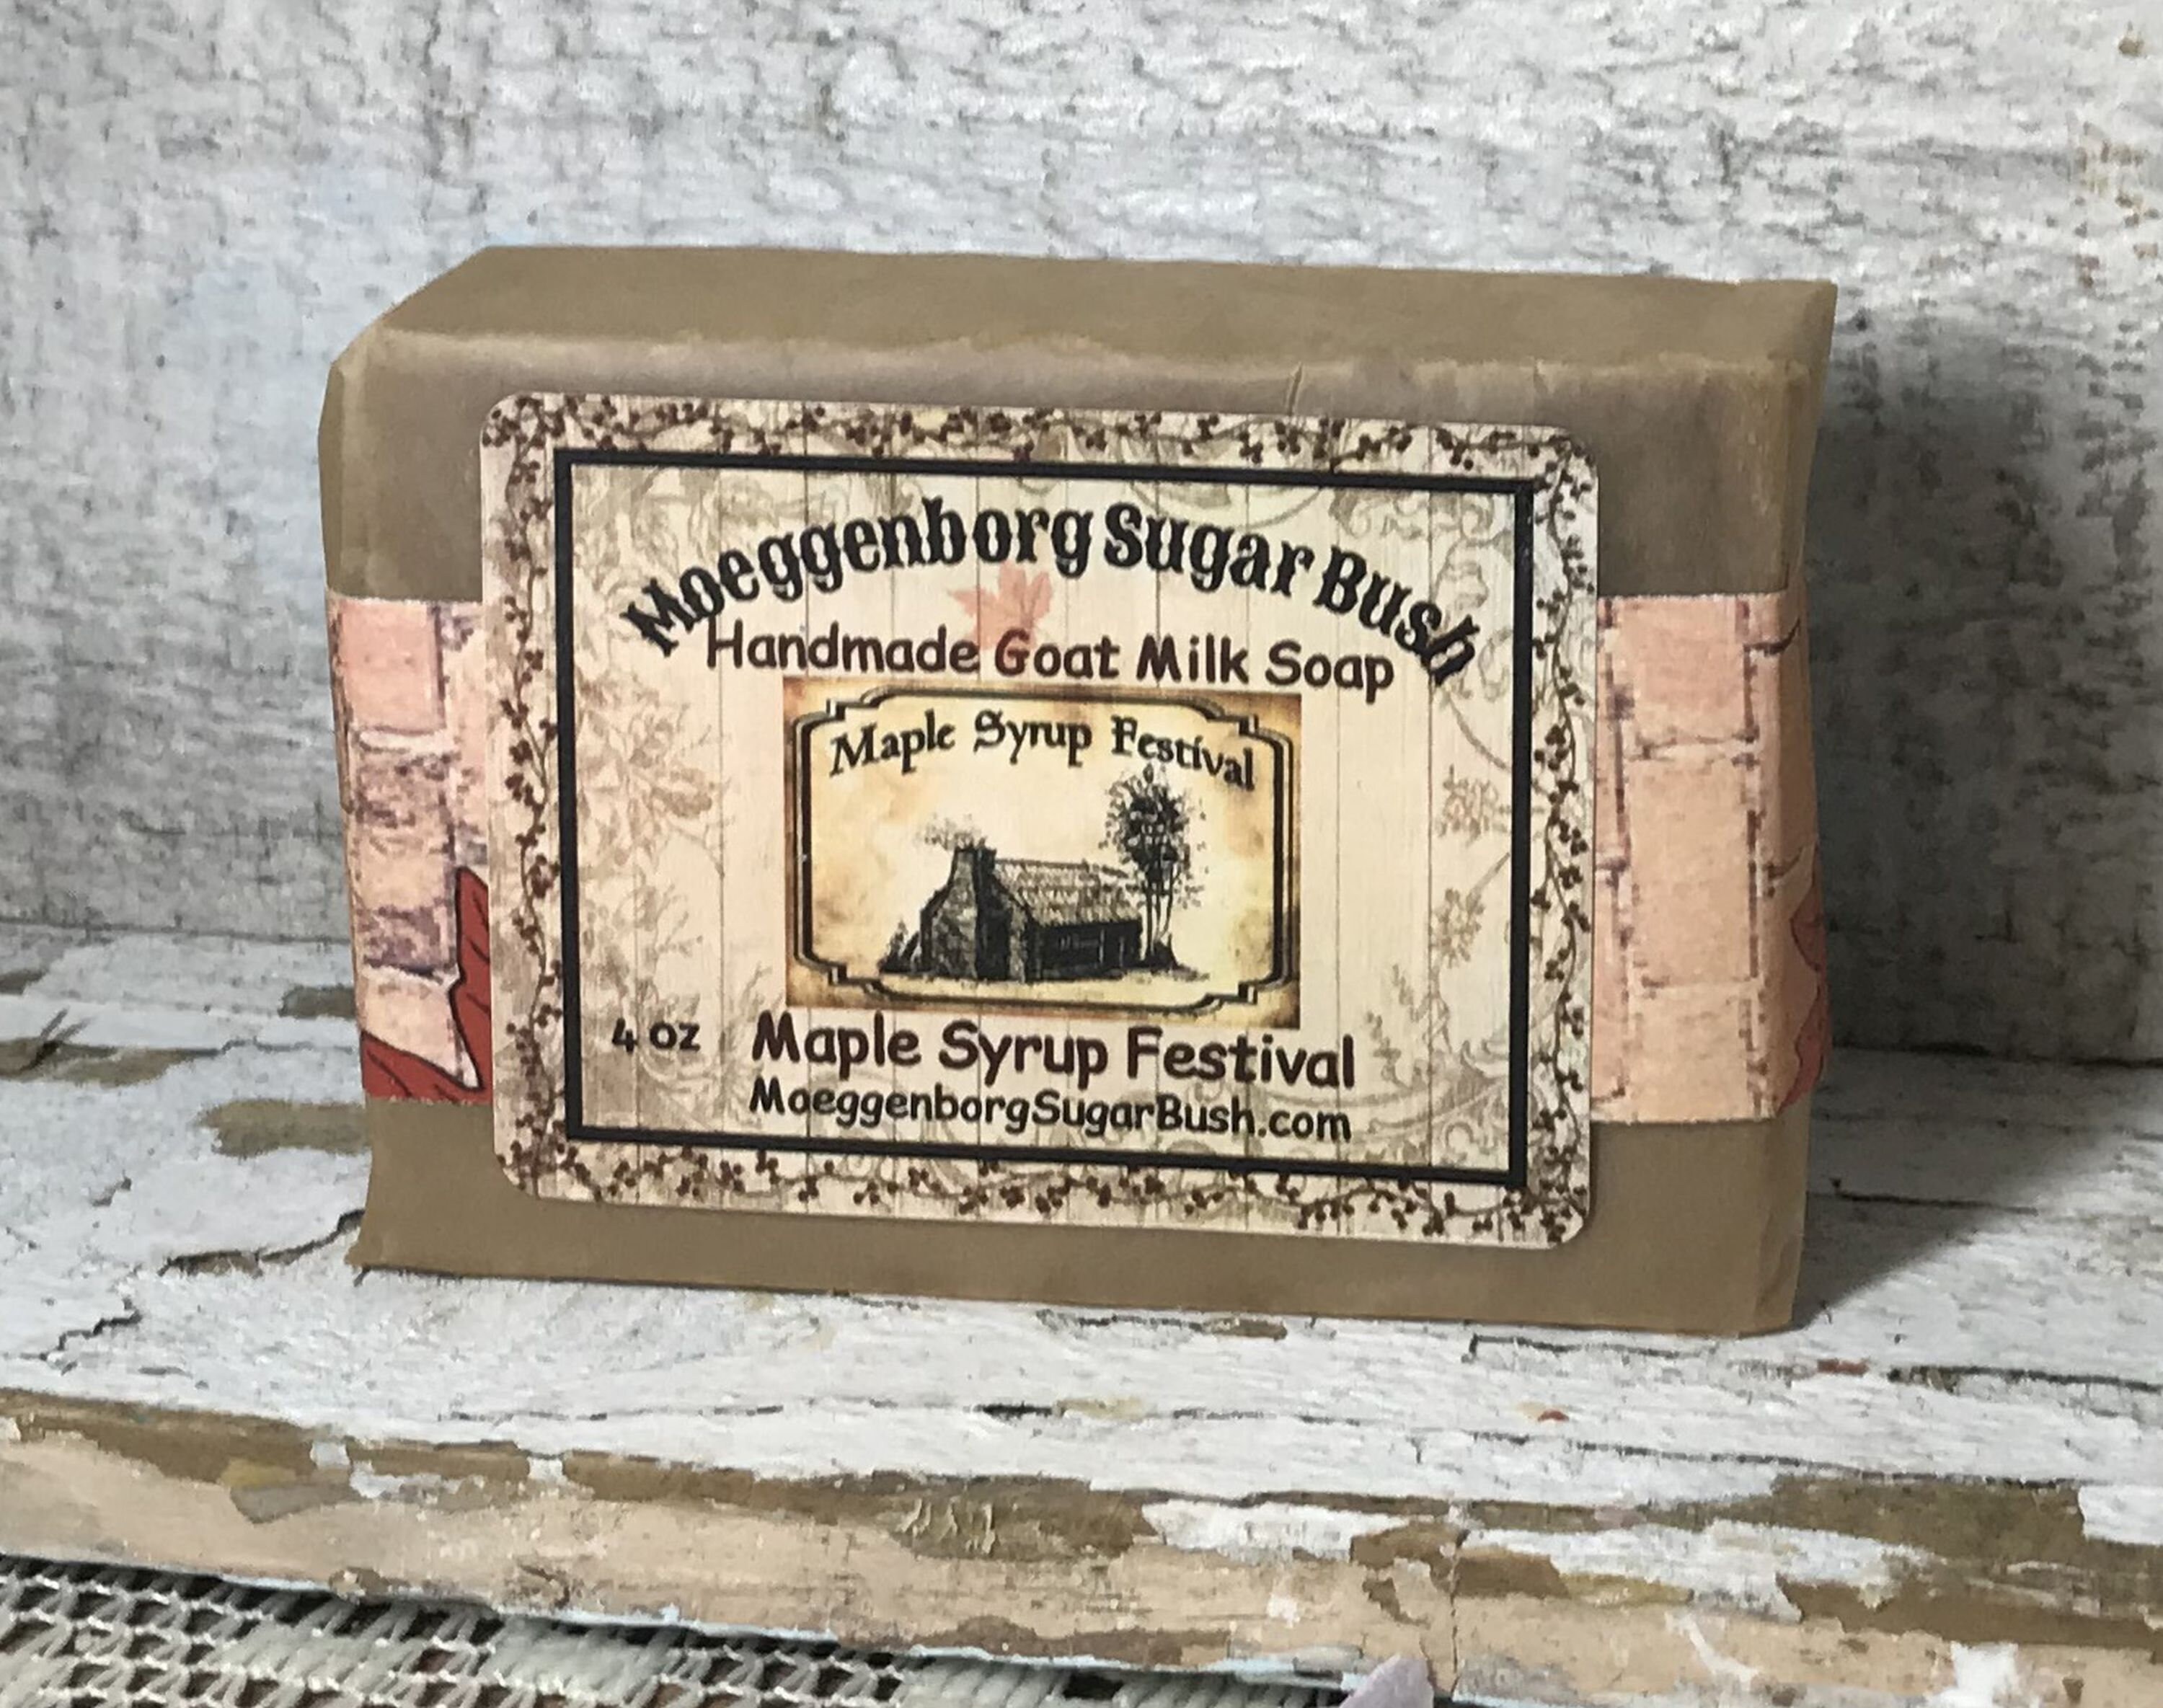 Moeggenborg Sugar Bush
Handmade Goat Milk Soap
Maple Syrup Festival
4 oz Maple Syrup Festival
MoeggenborgSugarBush.com